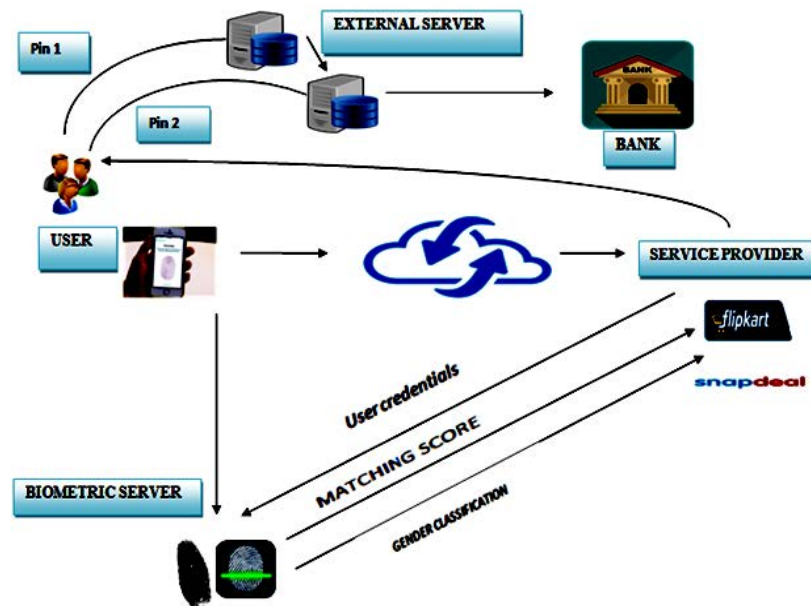 Pin 1
EXTERNAL SERVER
Pin 2
BANK
BANK
USER
SERVICE PROVIDER
flipkart
snapdeal
User credentials
MATCHING SCORE
GENDER CLASSIFICATION
BIOMETRIC SERVER